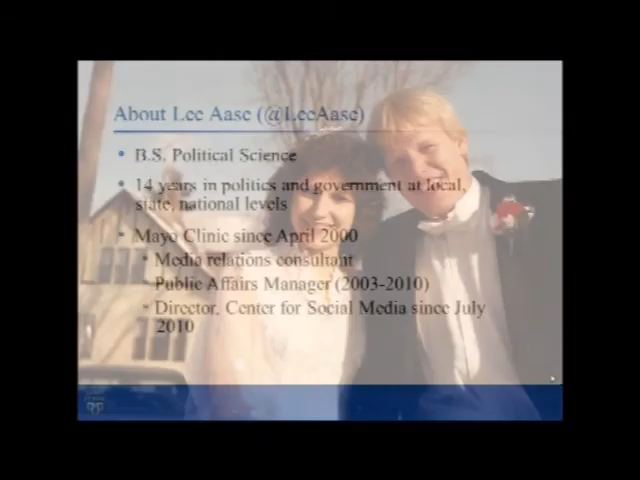 About Lee Aase (@LeeAase)
• B.S. Political Science
• 14 years in politics and government at local,
state, national levels
• Mayo Clinic since April 2000
• Media relations consultant
• Public Affairs Manager (2003-2010)
• Director, Center for Social Media since July
2010